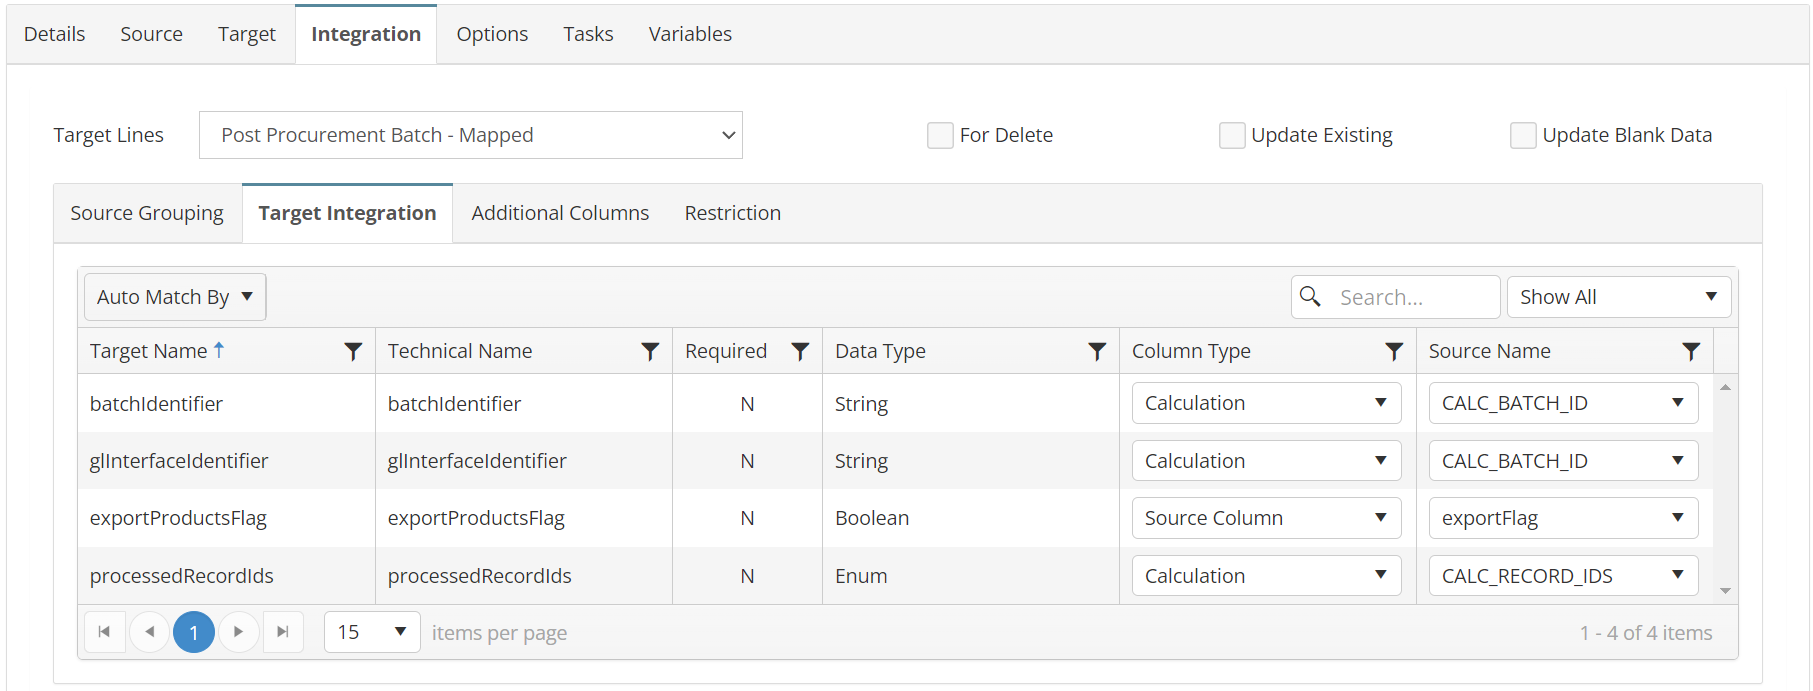 Details Source Target Integration Options Tasks Variables
Target Lines Post Procurement Batch - Mapped For Delete Update Existing Update Blank Data
Source Grouping Target Integration Additional Columns Restriction
Auto Match By Search... Show All
Target Name Technical Name Required Data Type Column Type Source Name
batchIdentifier batchIdentifier N String Calculation CALC_BATCH_ID
glInterfaceIdentifier glInterfaceIdentifier N String Calculation CALC_BATCH_ID
exportProductsFlag exportProductsFlag N Boolean Source Column exportFlag
processedRecordIds processedRecordIds N Enum Calculation CALC_RECORD_IDS
1 15 items per page 1 - 4 of 4 items